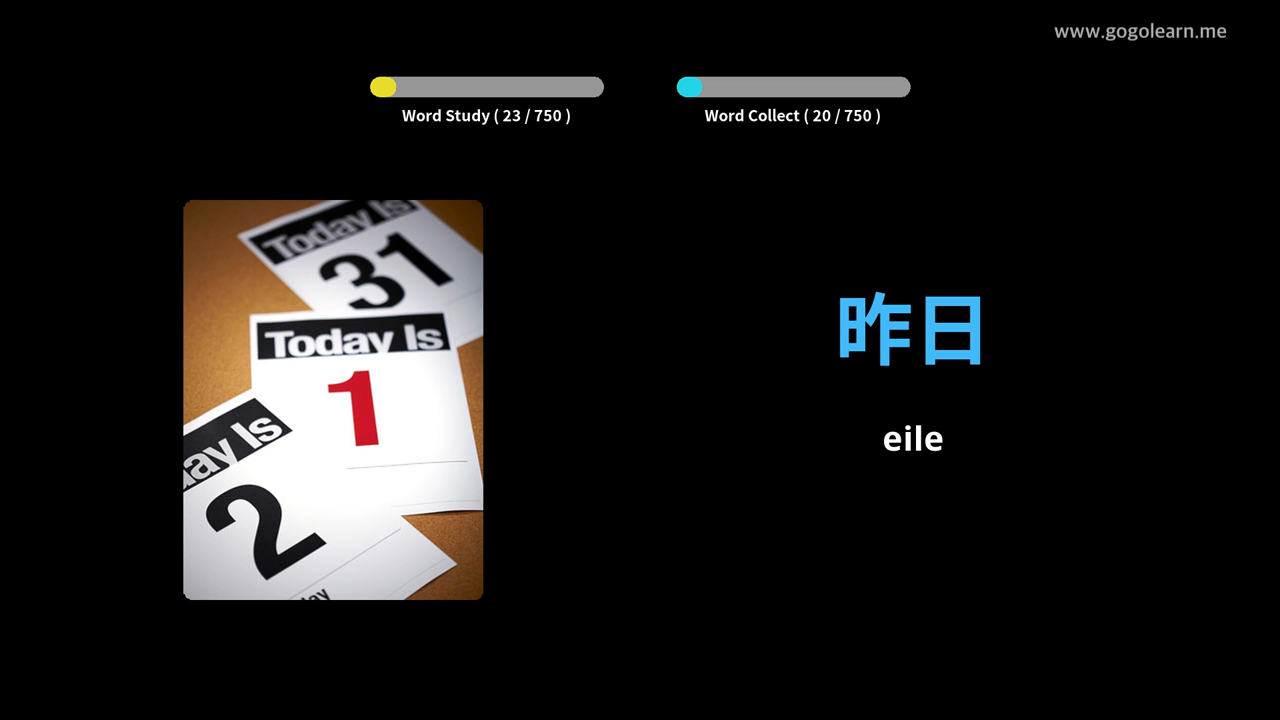 www.gogolearn.me
Word Study ( 23 / 750 )
Word Collect ( 20 / 750 )
Today Is
31
Today Is
1
ay Is
2
day
昨日
eile